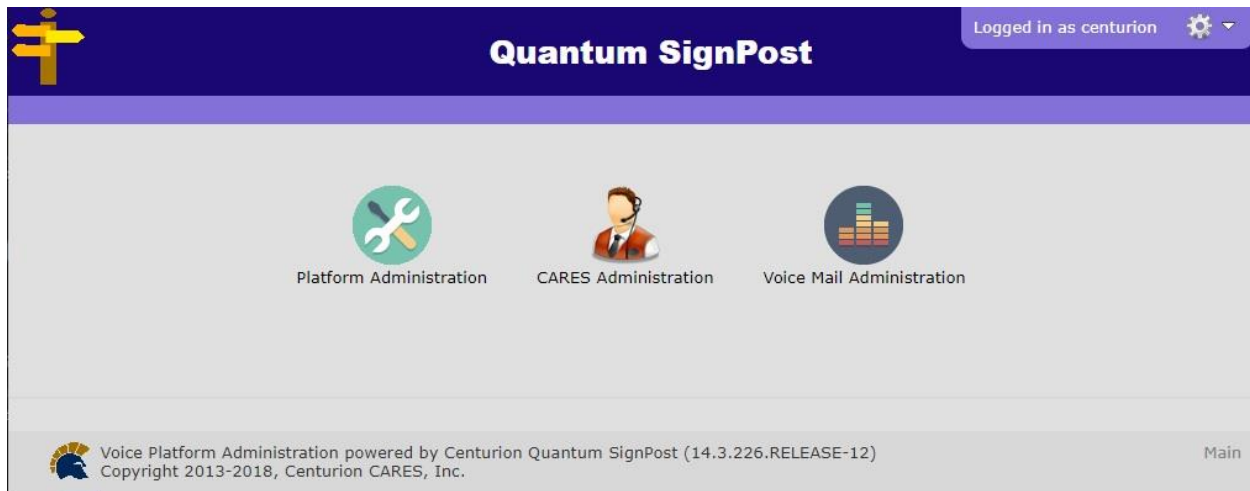 Logged in as centurion
Quantum SignPost
Platform Administration
CARES Administration
Voice Mail Administration
Voice Platform Administration powered by Centurion Quantum SignPost (14.3.226.RELEASE-12)
Main
Copyright 2013-2018, Centurion CARES, Inc.